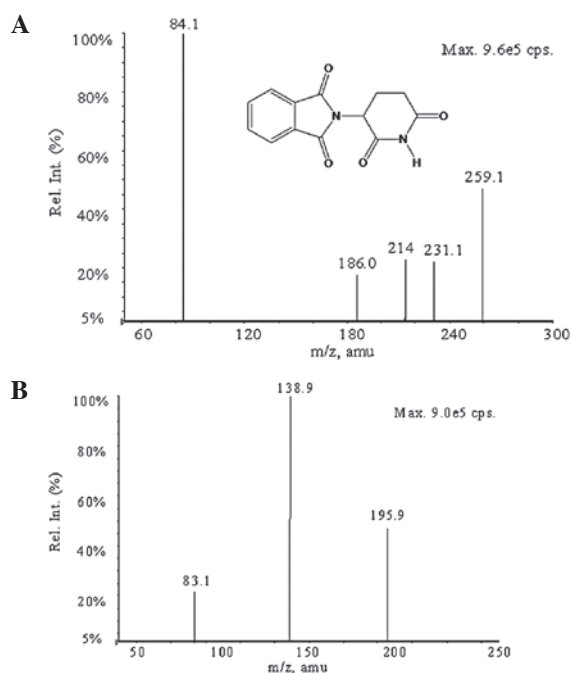 A
Rel. Int. (%)
100%
80%
60%
40%
20%
5%
84.1
Max. 9.6e5 cps.
O
N
O
O
N
H
O
259.1
186.0
214
231.1
60
120
180
240
300
m/z, amu
B
Rel. Int. (%)
100%
80%
60%
40%
20%
5%
138.9
Max. 9.0e5 cps.
195.9
83.1
50
100
150
200
250
m/z, amu